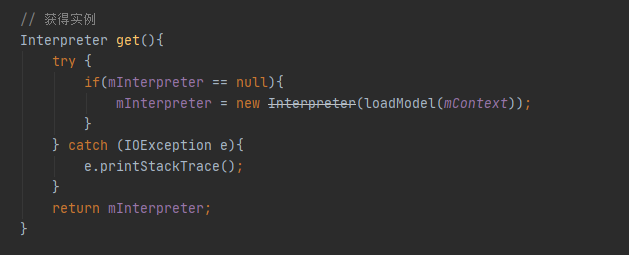 // 获得实例
Interpreter get(){
try {
if(mInterpreter == null){
mInterpreter = new Interpreter(loadModel(mContext));
}
} catch (IOException e){
e.printStackTrace();
}
return mInterpreter;
}